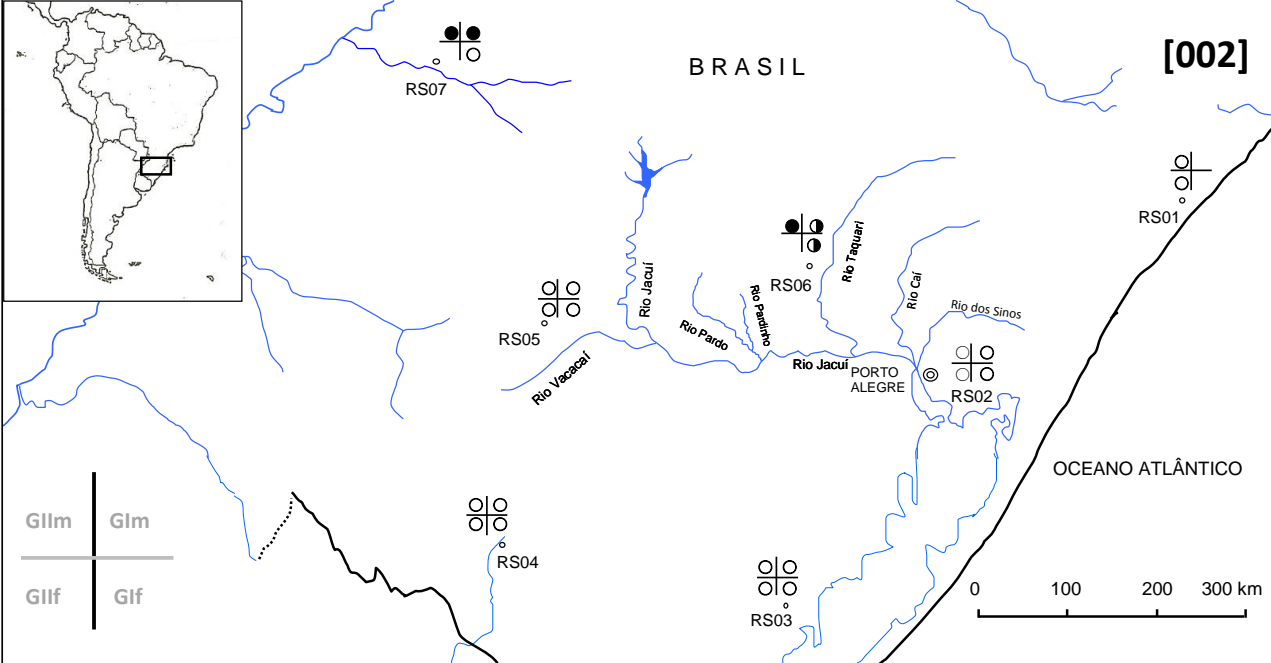 [002]
BRASIL
RS07
RS01
Rio Taquari
RS06
Rio Jacuí
Rio Caí
Rio Pardinho
Rio dos Sinos
RS05
Rio Pardo
Rio Vacacaí
Rio Jacuí
PORTO
ALEGRE
RS02
OCEANO ATLÂNTICO
GIIm
GIm
GIIf
GIf
RS04
RS03
0
100
200
300 km